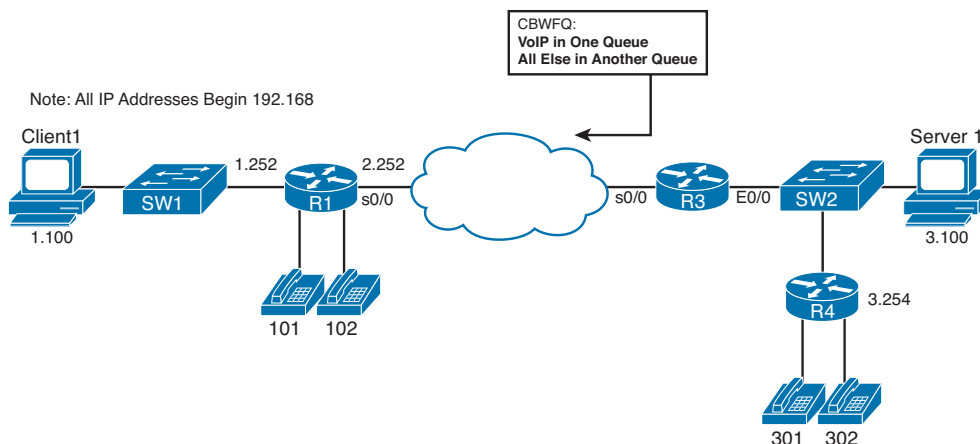 CBWFQ:
VoIP in One Queue
All Else in Another Queue
Note: All IP Addresses Begin 192.168
Client1
Server 1
1.252
2.252
SW1
R1
s0/0
s0/0
R3
E0/0
SW2
1.100
3.100
101
102
R4
3.254
301
302